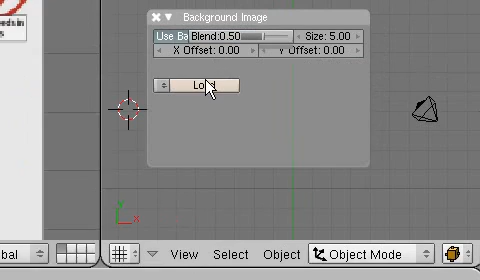 Background Image
Use Ba Blend:0.50 Size: 5.00
X Offset: 0.00 Y Offset: 0.00
Load
Y
X
bal View Select Object Object Mode